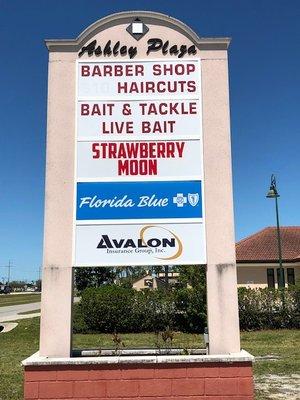 Ashley Plaza
BARBER SHOP
HAIRCUTS
BAIT & TACKLE
LIVE BAIT
STRAWBERRY
MOON
Florida Blue
AVALON
Insurance Group, Inc.